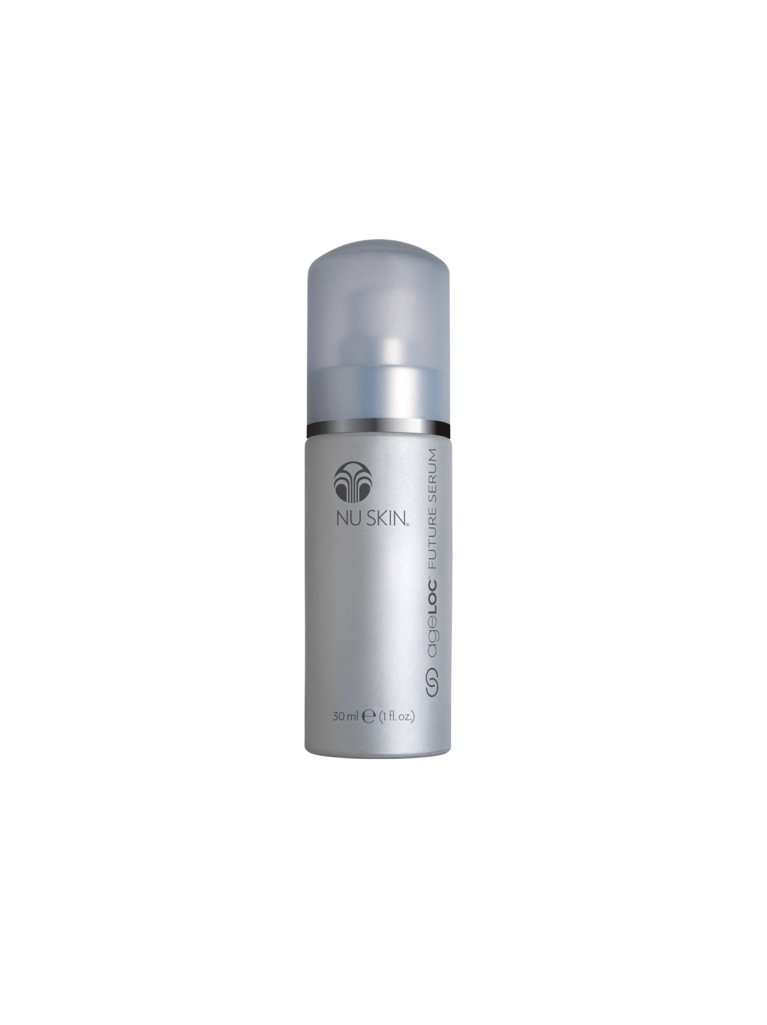 NU SKIN®
ageLOC FUTURE SERUM
30 ml ℮ (1 fl. oz.)